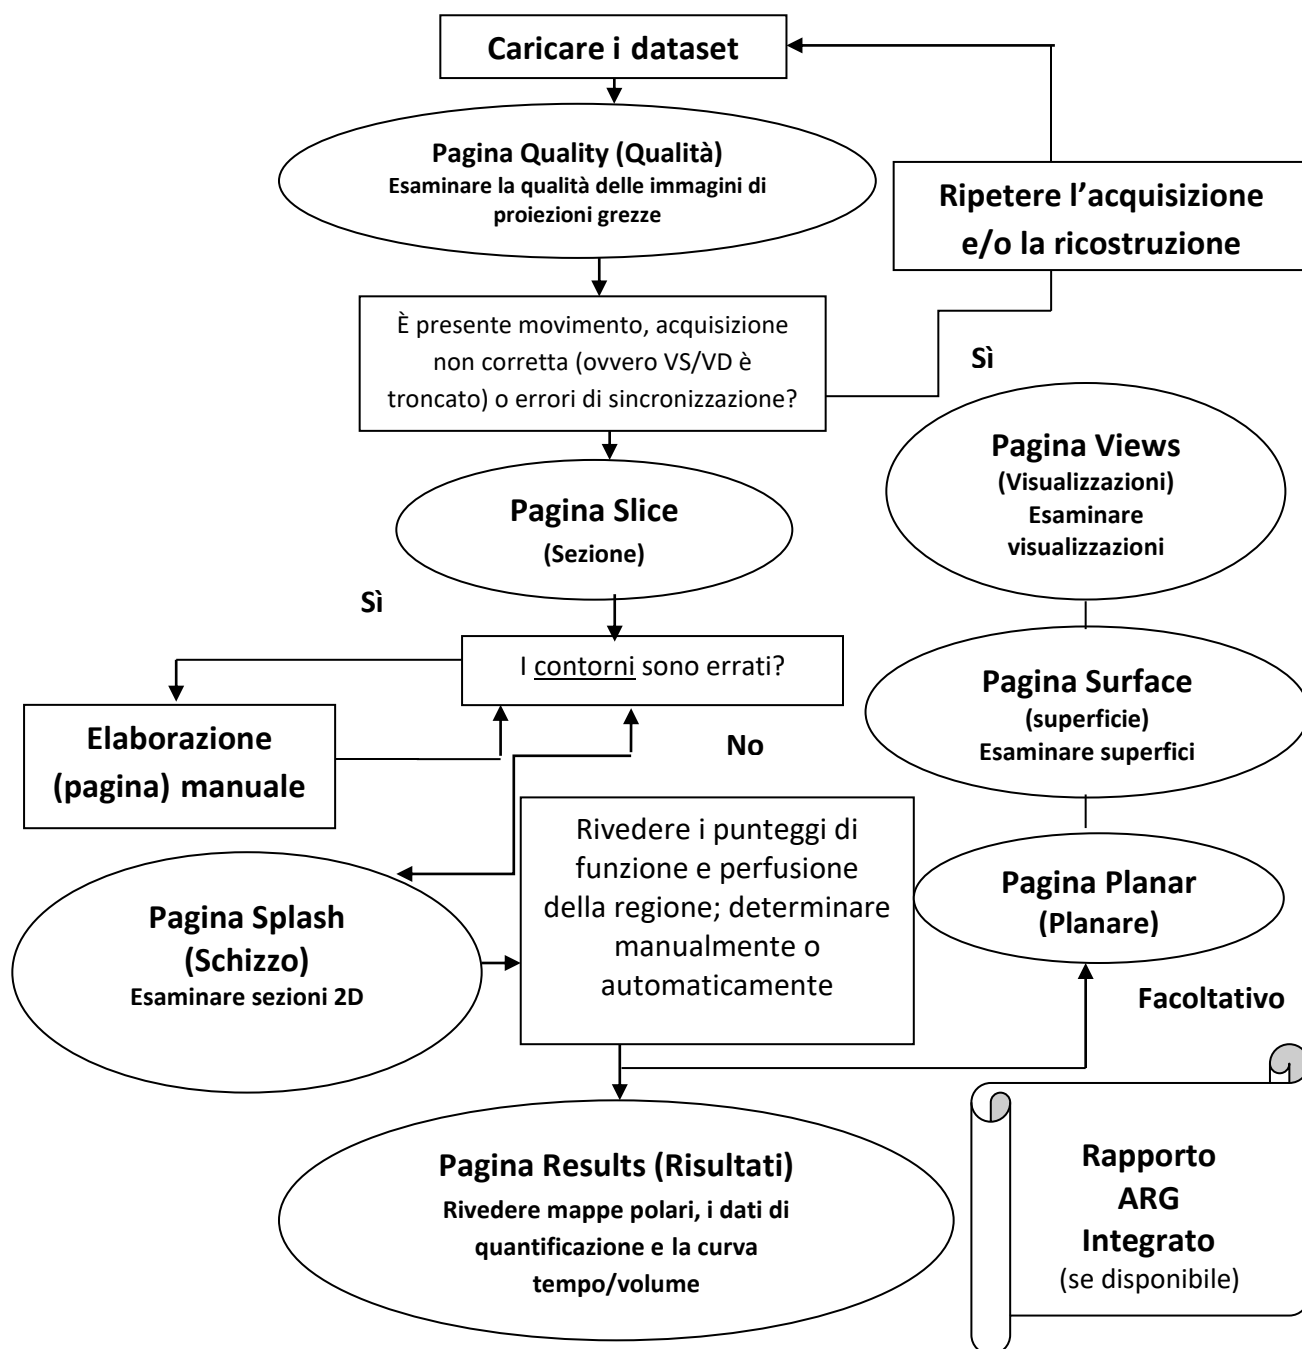 Caricare i dataset
Pagina Quality (Qualità)
Esaminare la qualità delle immagini di
proiezioni grezze
Ripetere l’acquisizione
e/o la ricostruzione
È presente movimento, acquisizione
non corretta (ovvero VS/VD è
troncato) o errori di sincronizzazione?
Sì
Pagina Views
(Visualizzazioni)
Esaminare
visualizzazioni
Pagina Slice
(Sezione)
Sì
I contorni sono errati?
Pagina Surface
(superficie)
Esaminare superfici
Elaborazione
(pagina) manuale
No
Rivedere i punteggi di
funzione e perfusione
della regione; determinare
manualmente o
automaticamente
Pagina Planar
(Planare)
Pagina Splash
(Schizzo)
Esaminare sezioni 2D
Facoltativo
Pagina Results (Risultati)
Rivedere mappe polari, i dati di
quantificazione e la curva
tempo/volume
Rapporto
ARG
Integrato
(se disponibile)